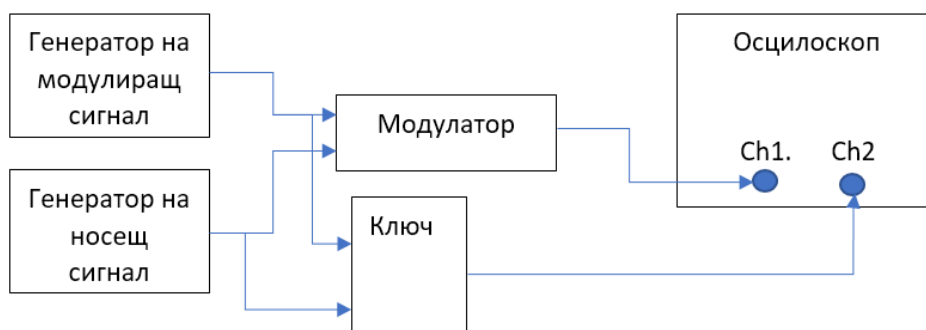 Генератор на
модулиращ
сигнал
Модулатор
Осцилоскоп
Ch1.
Ch2
Генератор на
носещ
сигнал
Ключ